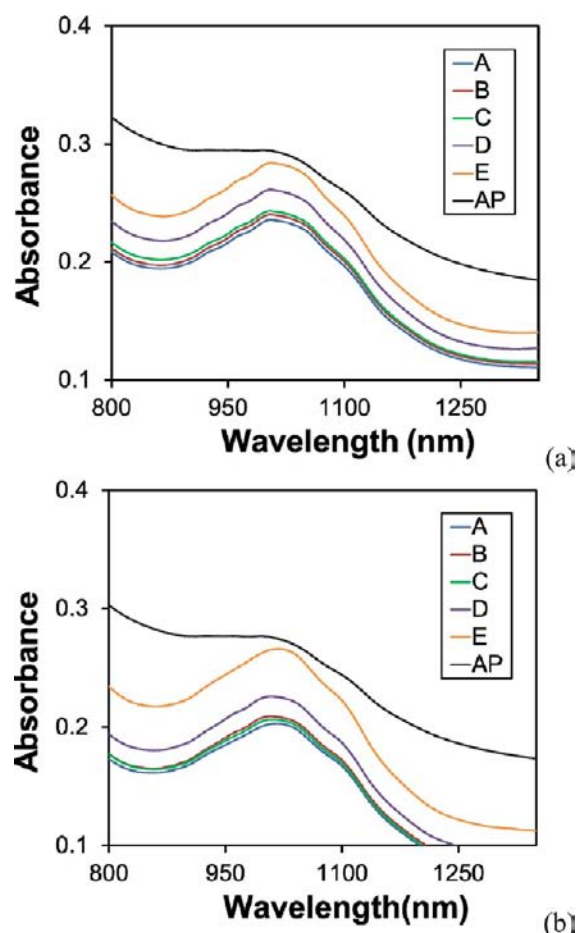 0.4
0.3
0.2
0.1
Absorbance
A
B
C
D
E
AP
800 950 1100 1250
Wavelength (nm)
(a)
0.4
0.3
0.2
0.1
Absorbance
A
B
C
D
E
AP
800 950 1100 1250
Wavelength(nm)
(b)